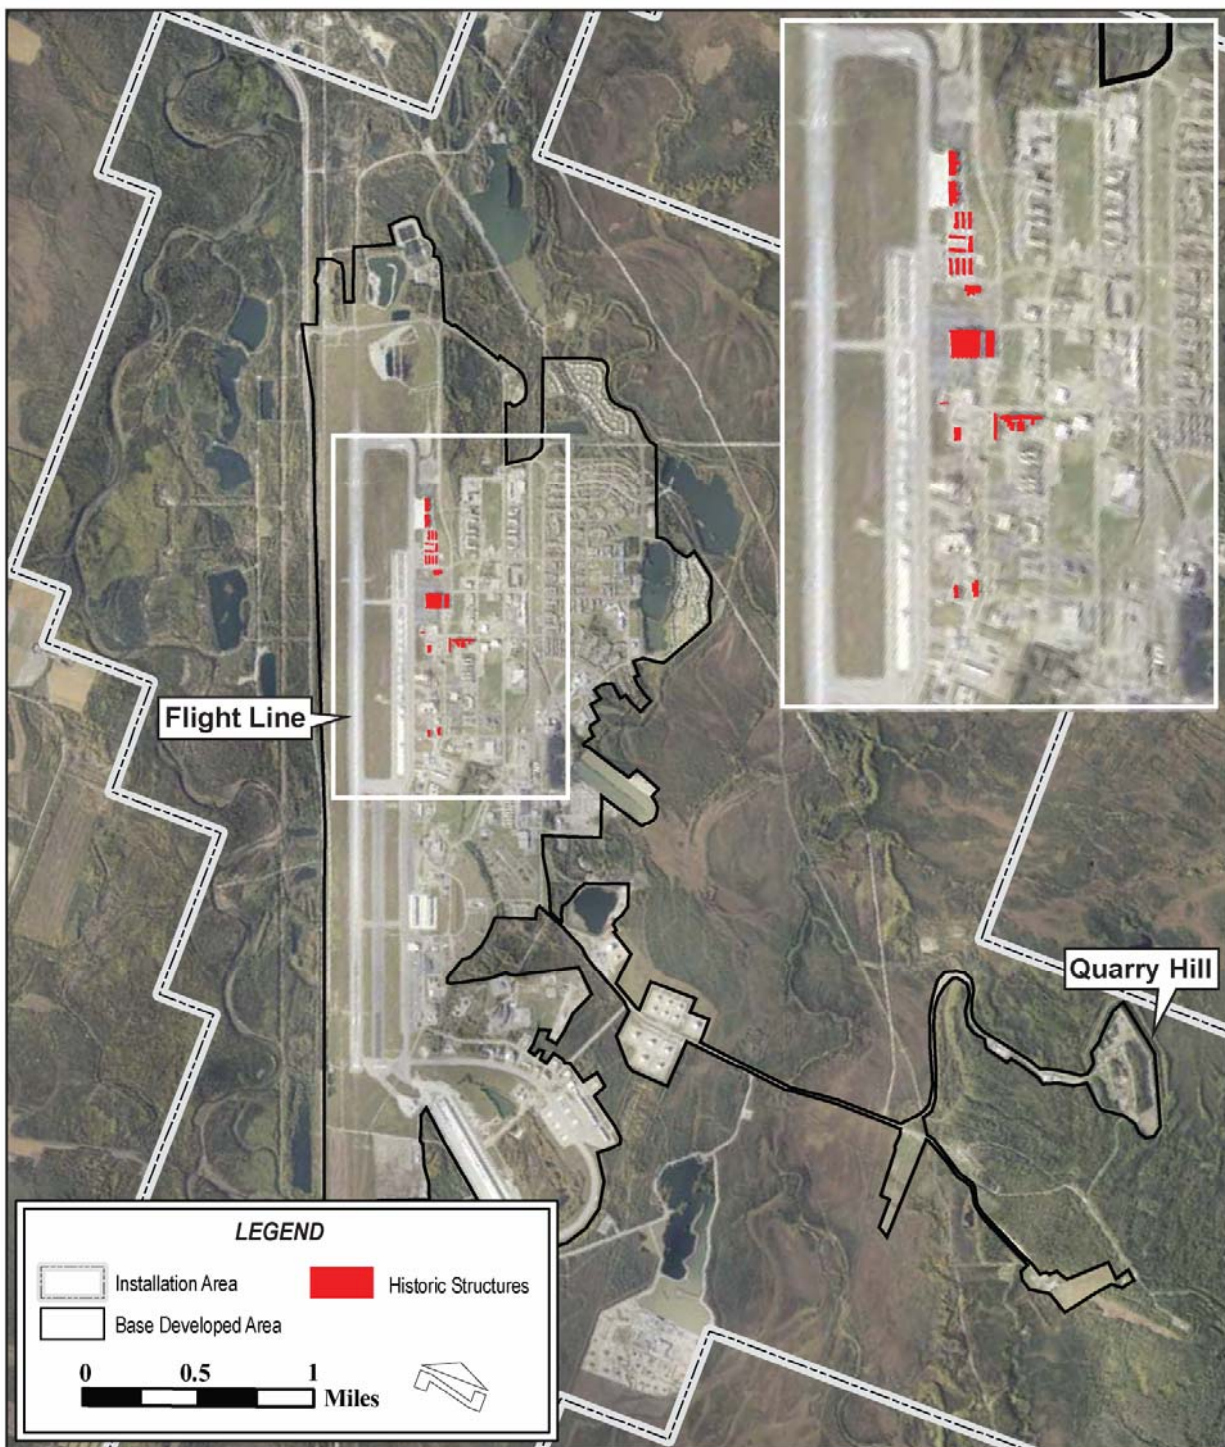 Flight Line
Quarry Hill
LEGEND
Installation Area
Historic Structures
Base Developed Area
0 0.5 1
Miles